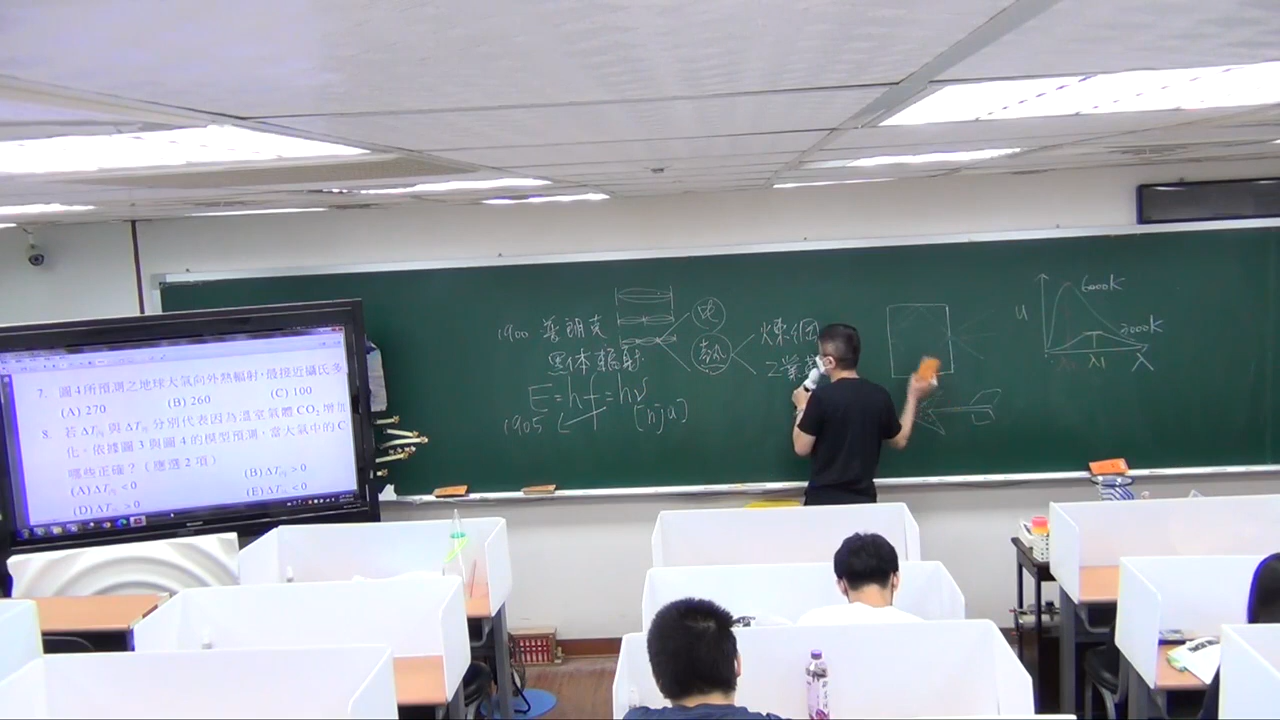 7. 圖4所預測之地球大氣向外熱輻射，最接近攝氏多
(A) 270 (B) 260 (C) 100
8. 若 ΔT 與 ΔT 分別代表因為溫室氣體 CO₂ 增加
化。依據圖3與圖4的模型預測，當大氣中的 C
哪些正確？（應選2項）
(A) ΔT < 0 (B) ΔT > 0
(D) ΔT > 0 (E) ΔT < 0
SHARP
1900 普朗克
黑体輻射
E=hf=hν
1905
[nja]
熱
煉鋼
工業革
u
6000K
3000K
λ1
λ